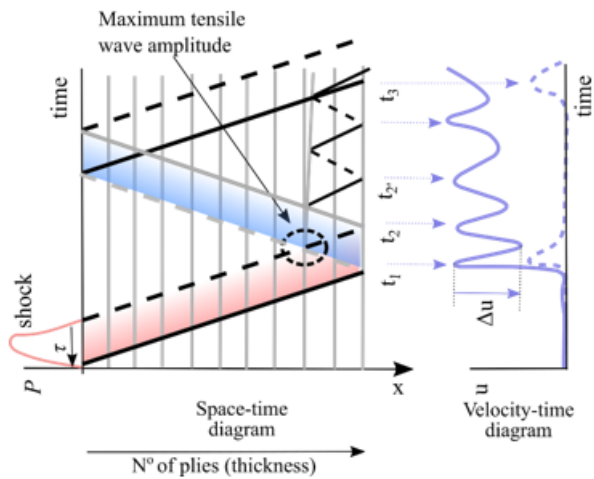 Maximum tensile
wave amplitude
time
shock
τ
P
x
Space-time
diagram
Nº of plies (thickness)
t3
t2'
t2
t1
Δu
u
time
Velocity-time
diagram